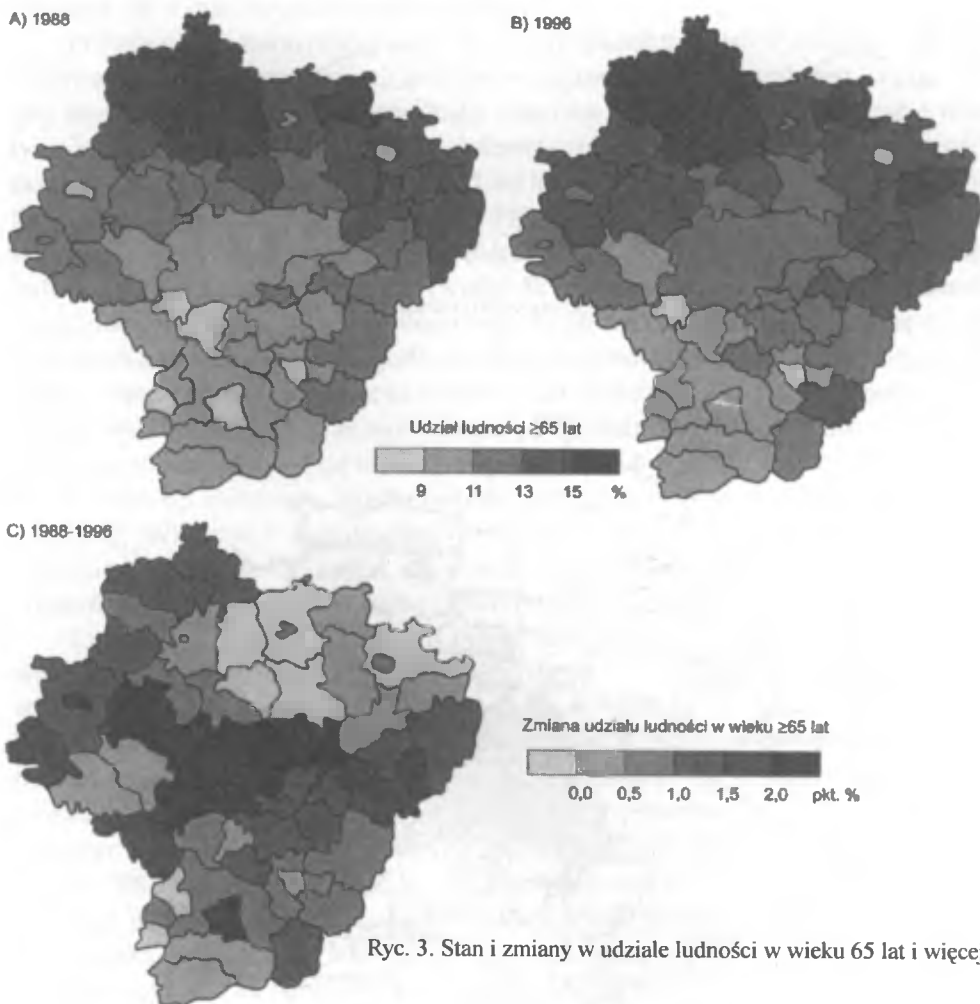 A) 1988
B) 1996
Udział ludności ≥65 lat
9 11 13 15 %
C) 1988-1996
Zmiana udziału ludności w wieku ≥65 lat
0,0 0,5 1,0 1,5 2,0 pkt. %
Ryc. 3. Stan i zmiany w udziale ludności w wieku 65 lat i więcej